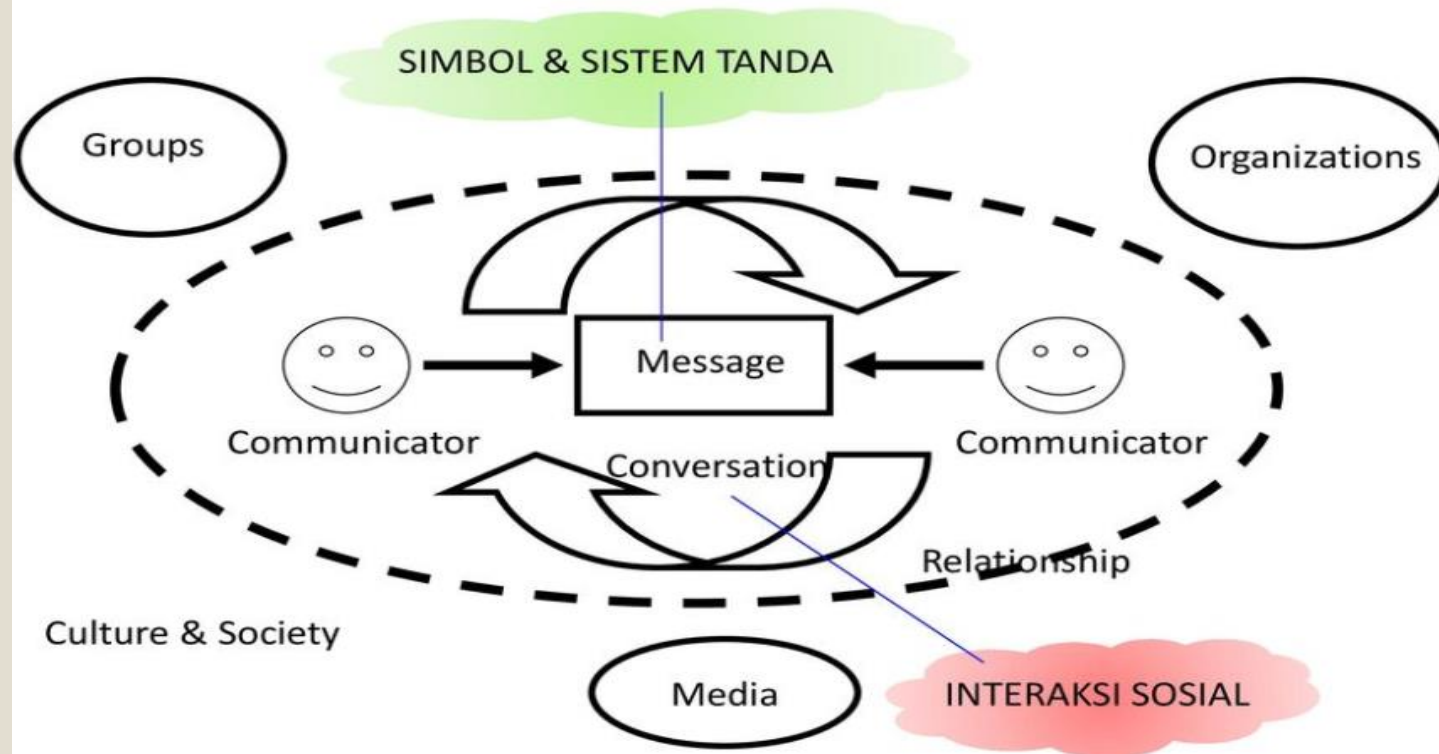 SIMBOL & SISTEM TANDA
Groups
Organizations
Message
Communicator
Communicator
Conversation
Relationship
Culture & Society
Media
INTERAKSI SOSIAL